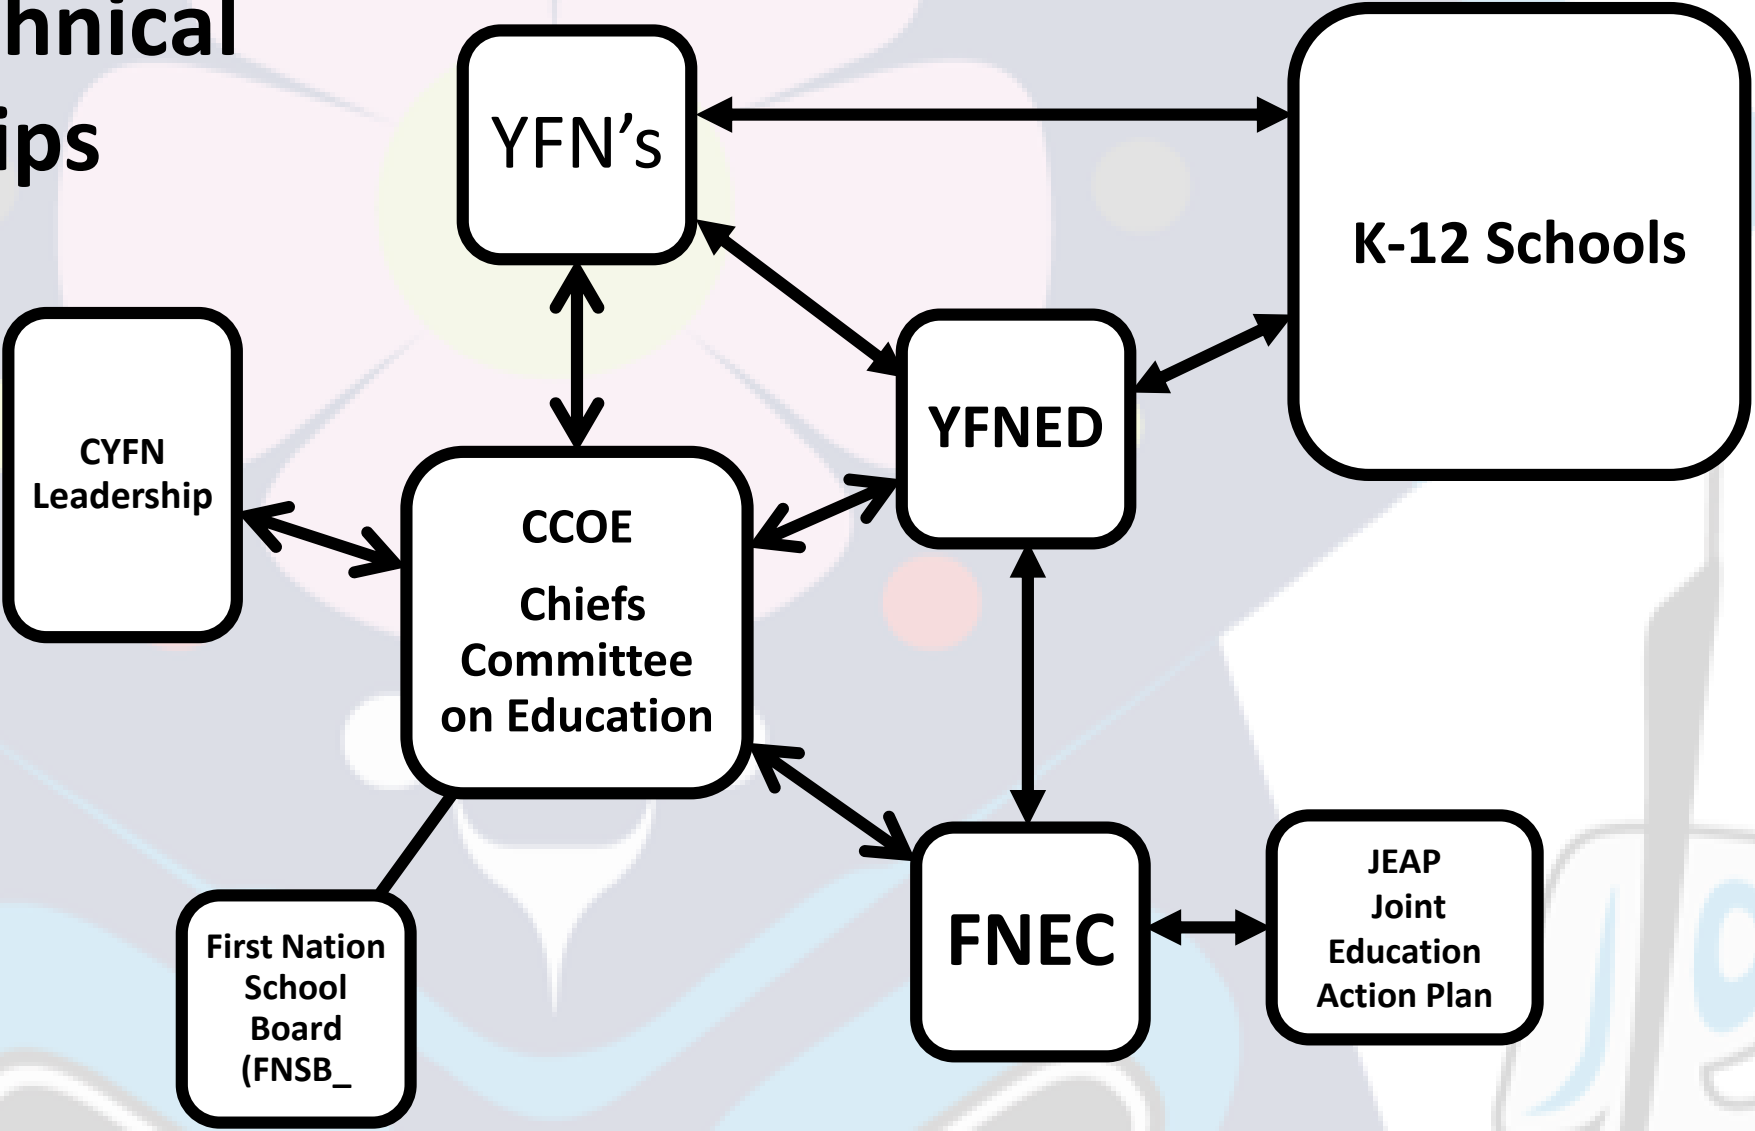 hnical
ips
YFN’s
K-12 Schools
CYFN
Leadership
YFNED
CCOE
Chiefs
Committee
on Education
First Nation
School
Board
(FNSB_
FNEC
JEAP
Joint
Education
Action Plan